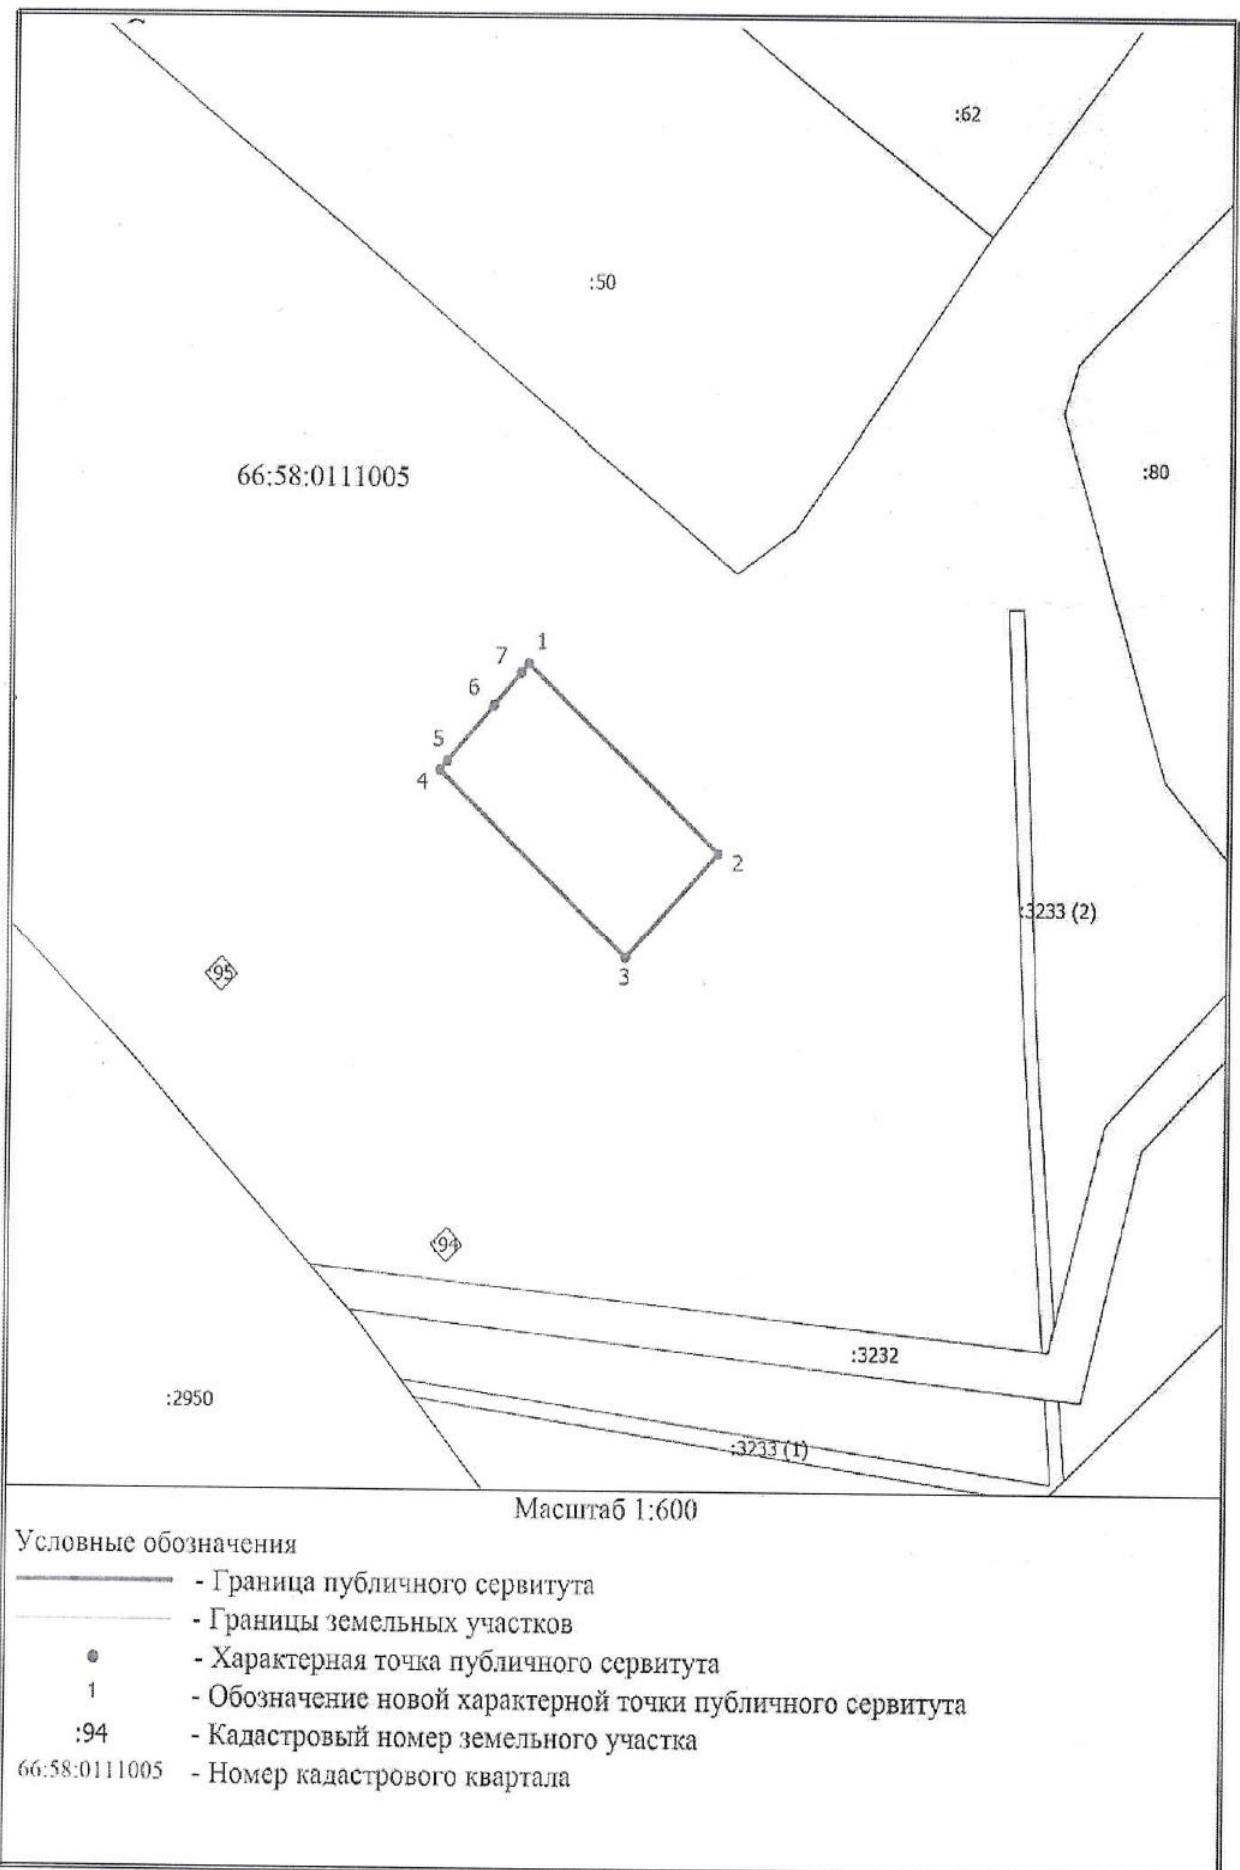 :62
:50
66:58:0111005
:80
1
7
6
5
4
2
:3233 (2)
95
3
:94
:3232
:2950
:3233 (1)
Масштаб 1:600
Условные обозначения
- Граница публичного сервитута
- Границы земельных участков
- Характерная точка публичного сервитута
1 - Обозначение новой характерной точки публичного сервитута
:94 - Кадастровый номер земельного участка
66:58:0111005 - Номер кадастрового квартала